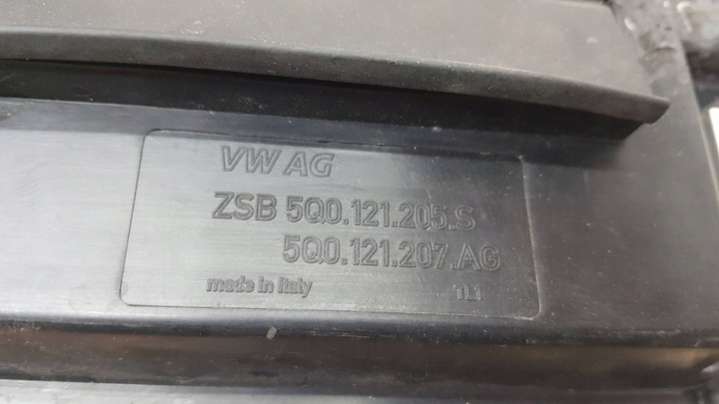 VW AG
ZSB 5Q0.121.205.S
5Q0.121.207.AG
made in Italy